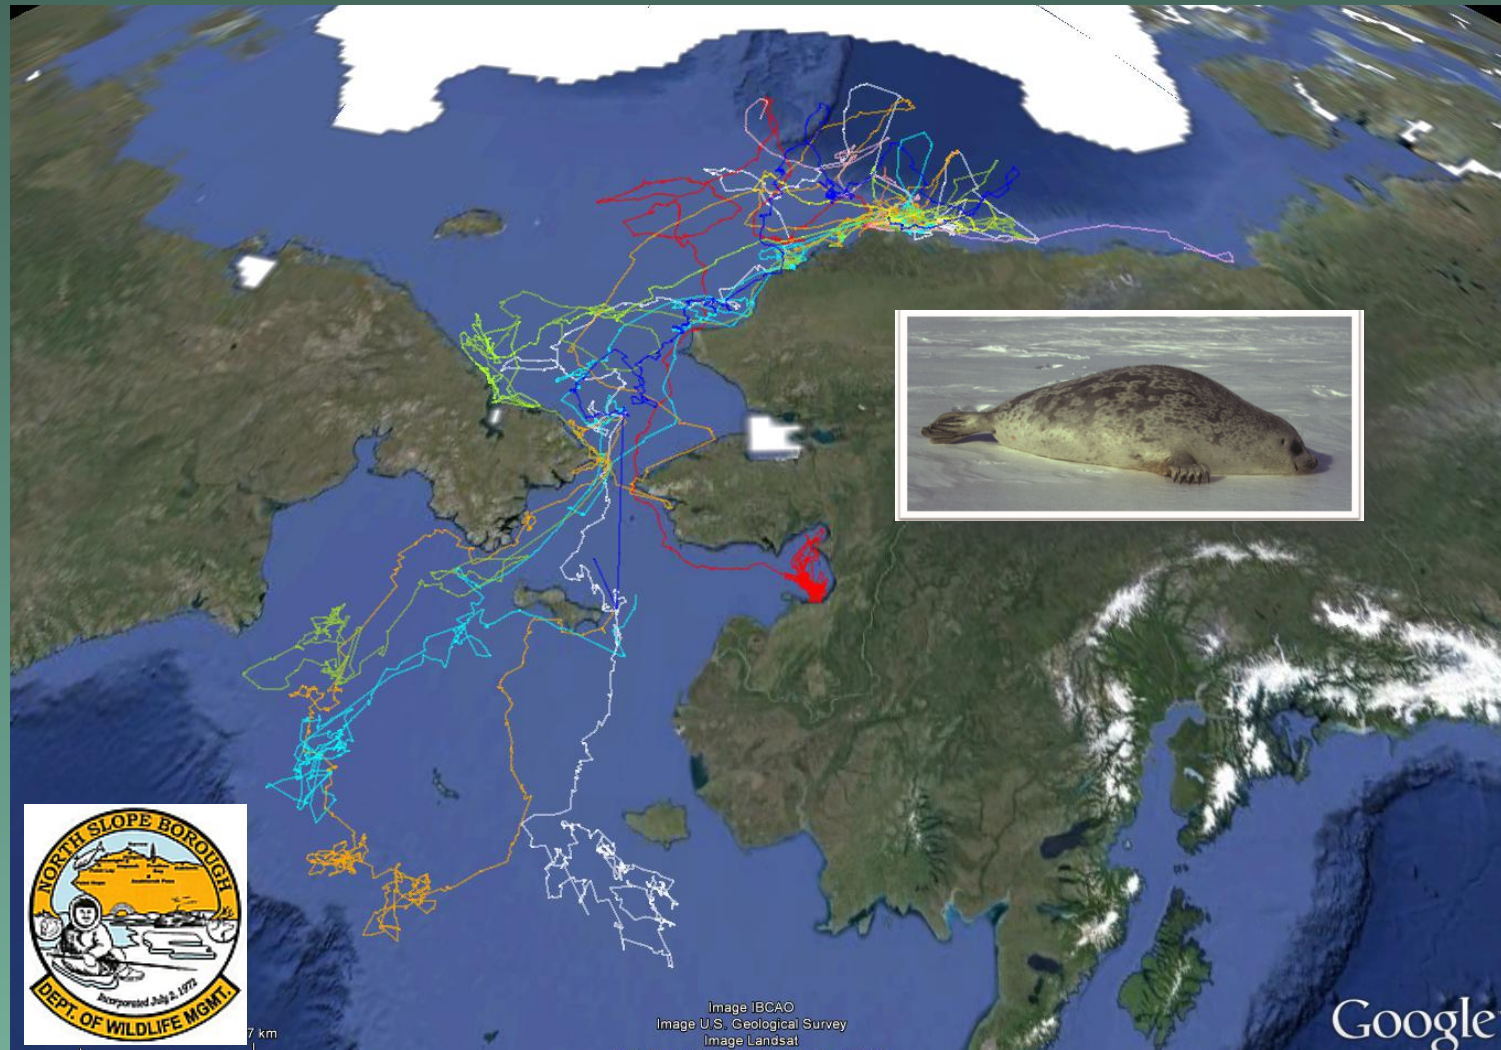 NORTH SLOPE BOROUGH
Incorporated July 2, 1972
DEPT. OF WILDLIFE MGMT.
7 km
Image IBCAO
Image U.S. Geological Survey
Image Landsat
Google